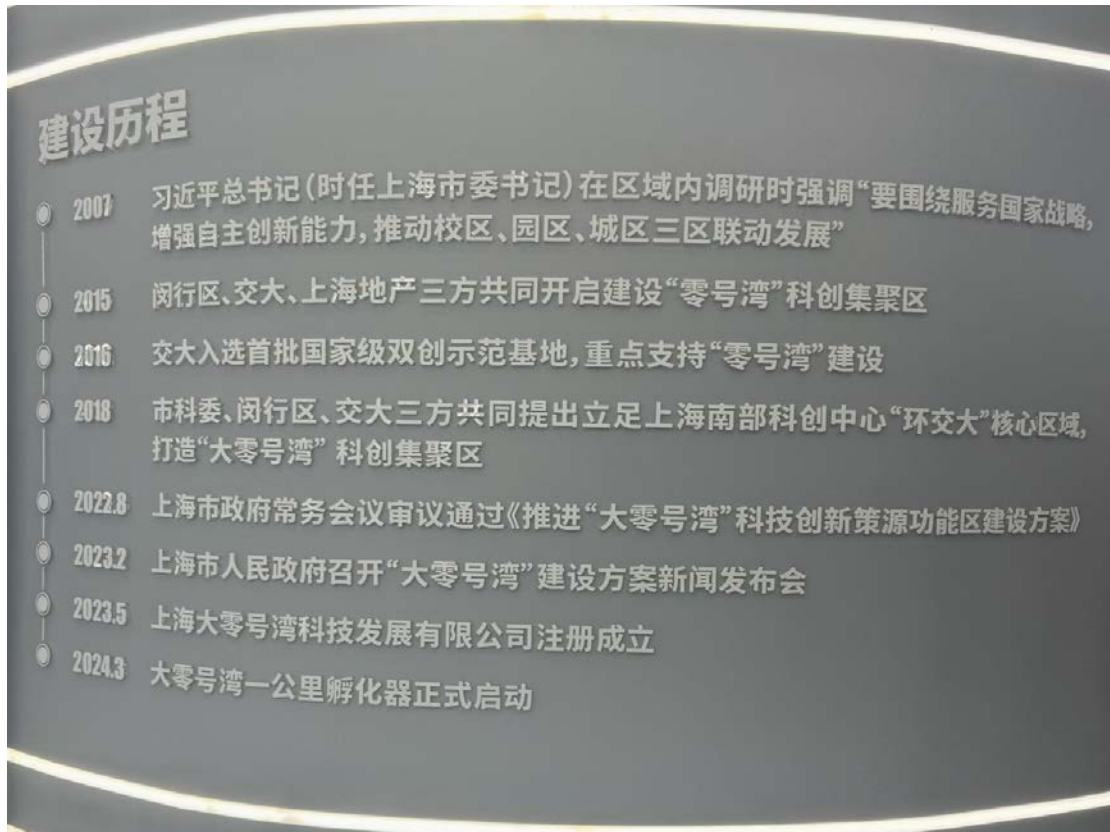 建设历程
2007 习近平总书记(时任上海市委书记)在区域内调研时强调“要围绕服务国家战略,
增强自主创新能力,推动校区、园区、城区三区联动发展”
2015 闵行区、交大、上海地产三方共同开启建设“零号湾”科创集聚区
2016 交大入选首批国家级双创示范基地,重点支持“零号湾”建设
2018 市科委、闵行区、交大三方共同提出立足上海南部科创中心“环交大”核心区域,
打造“大零号湾” 科创集聚区
2022.8 上海市政府常务会议审议通过《推进“大零号湾”科技创新策源功能区建设方案》
2023.2 上海市人民政府召开“大零号湾”建设方案新闻发布会
2023.5 上海大零号湾科技发展有限公司注册成立
2024.3 大零号湾一公里孵化器正式启动